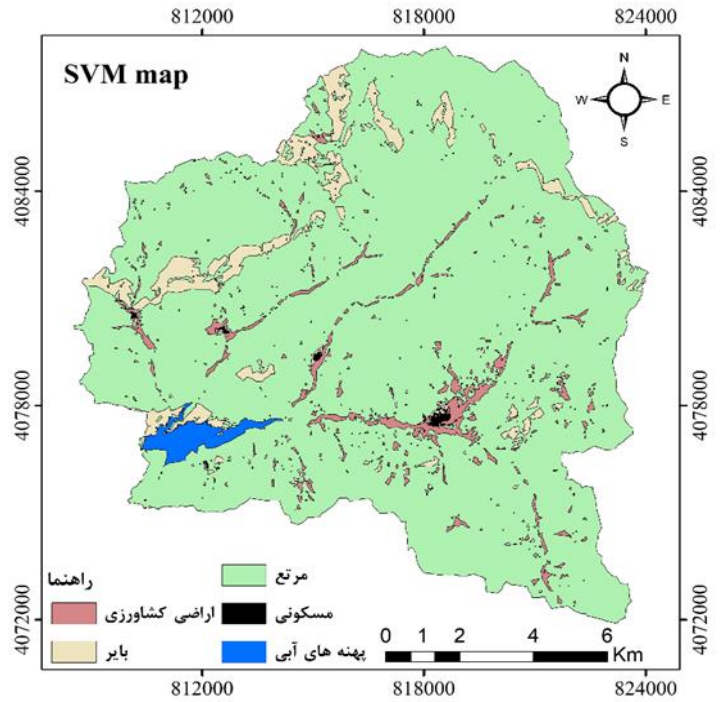 812000 818000 824000
SVM map
N
W E
S
4084000 4084000
4078000 4078000
4072000 4072000
راهنما
مرتع
اراضی کشاورزی
مسکونی
بایر
پهنه های آبی
0 1 2 4 6
Km
812000 818000 824000